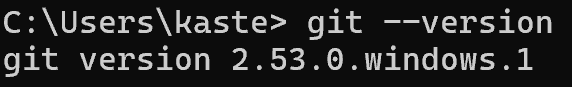 C:\Users\kaste> git --version
git version 2.53.0.windows.1